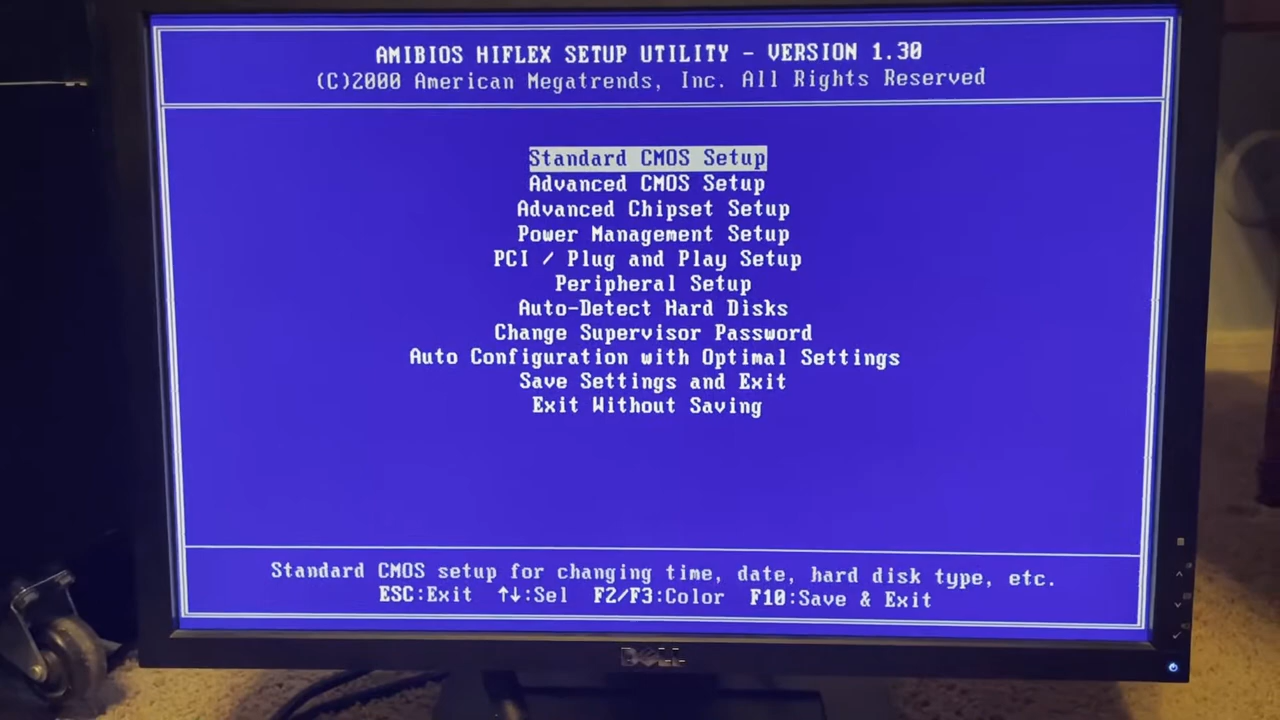 AMIBIOS HIFLEX SETUP UTILITY - VERSION 1.30
(C)2000 American Megatrends, Inc. All Rights Reserved
Standard CMOS Setup
Advanced CMOS Setup
Advanced Chipset Setup
Power Management Setup
PCI / Plug and Play Setup
Peripheral Setup
Auto-Detect Hard Disks
Change Supervisor Password
Auto Configuration with Optimal Settings
Save Settings and Exit
Exit Without Saving
Standard CMOS setup for changing time, date, hard disk type, etc.
ESC:Exit ↑↓:Sel F2/F3:Color F10:Save & Exit
DELL